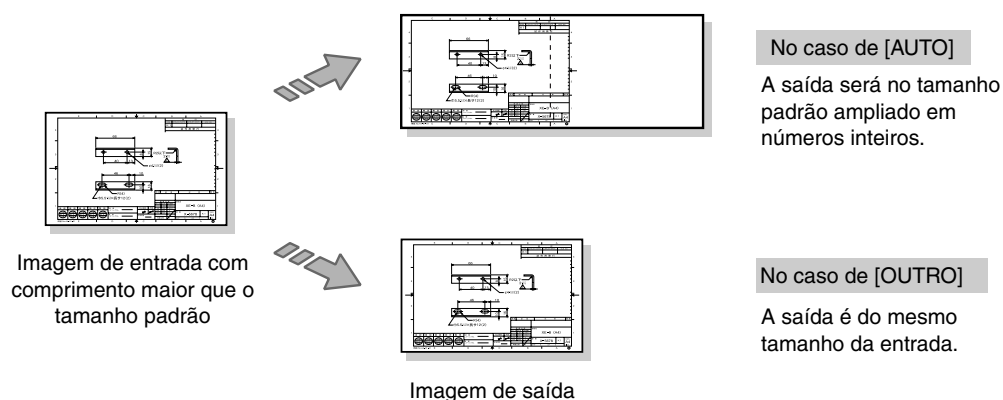 No caso de [AUTO]
A saída será no tamanho
padrão ampliado em
números inteiros.
Imagem de entrada com
comprimento maior que o
tamanho padrão
No caso de [OUTRO]
A saída é do mesmo
tamanho da entrada.
Imagem de saída